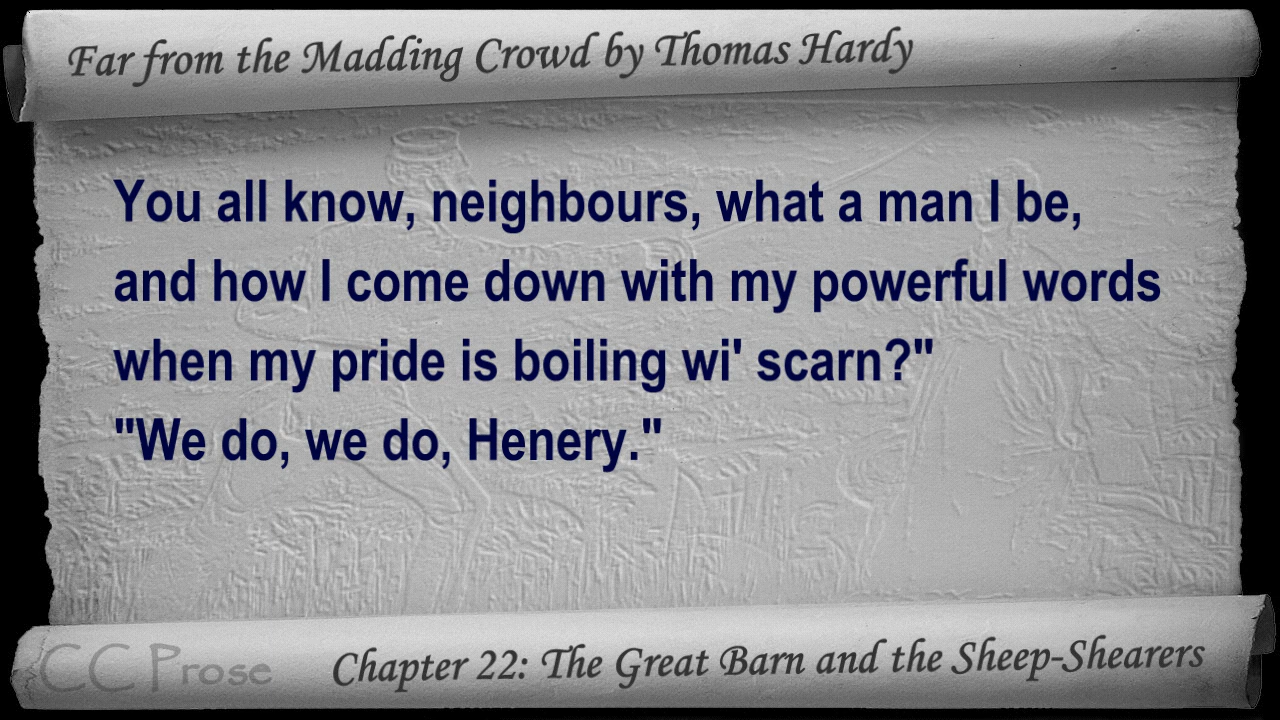 Far from the Madding Crowd by Thomas Hardy
You all know, neighbours, what a man I be,
and how I come down with my powerful words
when my pride is boiling wi' scarn?"
"We do, we do, Henery."
CC Prose
Chapter 22: The Great Barn and the Sheep-Shearers